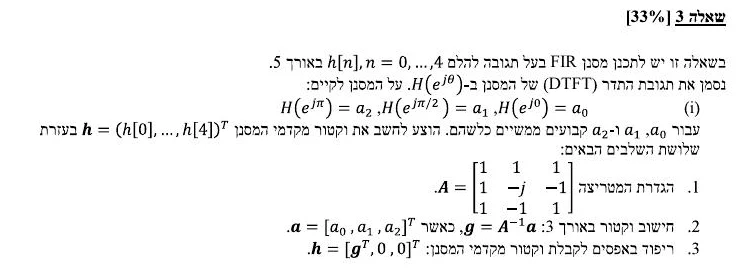 שאלה 3 [33%]
בשאלה זו יש לתכנן מסנן FIR בעל תגובה להלם h[n], n = 0, ..., 4 באורך 5.
נסמן את תגובת התדר (DTFT) של המסנן ב-H(e^{jθ}). על המסנן לקיים:
(i) H(e^{jπ}) = a₂ ,H(e^{jπ/2}) = a₁ ,H(e^{j0}) = a₀
עבור a₀, a₁ ו-a₂ קבועים ממשיים כלשהם. הוצע לחשב את וקטור מקדמי המסנן h = (h[0], ..., h[4])ᵀ בעזרת
שלושת השלבים הבאים:
1. הגדרת המטריצה A = [1 1 1; 1 −j −1; 1 −1 1].
2. חישוב וקטור באורך 3: g = A⁻¹a, כאשר a = [a₀ , a₁ , a₂]ᵀ.
3. ריפוד באפסים לקבלת וקטור מקדמי המסנן: h = [gᵀ, 0 , 0]ᵀ.